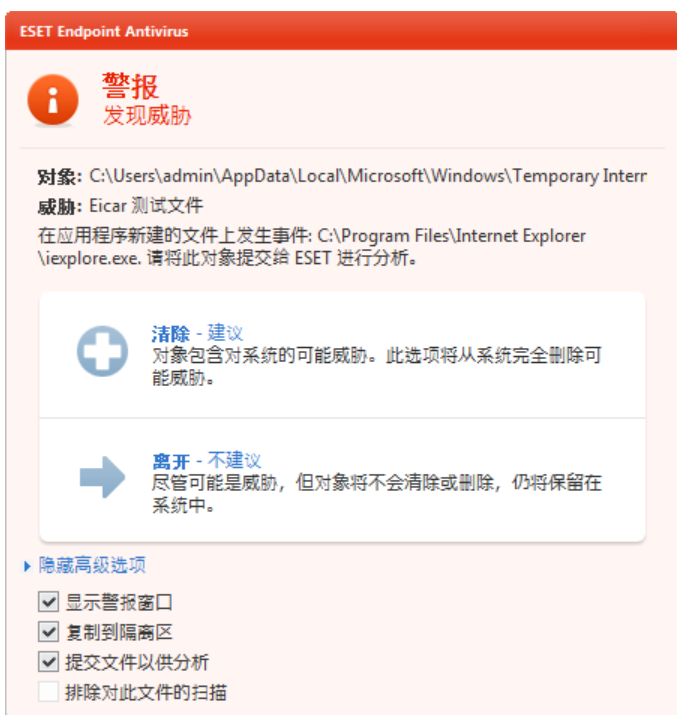 ESET Endpoint Antivirus
警报
发现威胁
对象: C:\Users\admin\AppData\Local\Microsoft\Windows\Temporary Intern
威胁: Eicar 测试文件
在应用程序新建的文件上发生事件: C:\Program Files\Internet Explorer
\iexplore.exe. 请将此对象提交给 ESET 进行分析。
清除 - 建议
对象包含对系统的可能威胁。此选项将从系统完全删除可
能威胁。
离开 - 不建议
尽管可能是威胁，但对象将不会清除或删除，仍将保留在
系统中。
隐藏高级选项
显示警报窗口
复制到隔离区
提交文件以供分析
排除对此文件的扫描